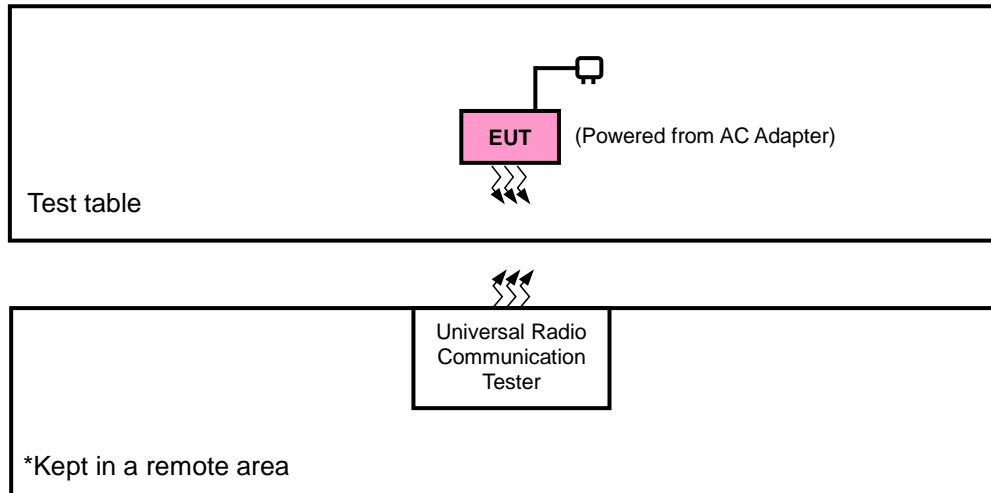 EUT
(Powered from AC Adapter)
Test table
Universal Radio
Communication
Tester
*Kept in a remote area